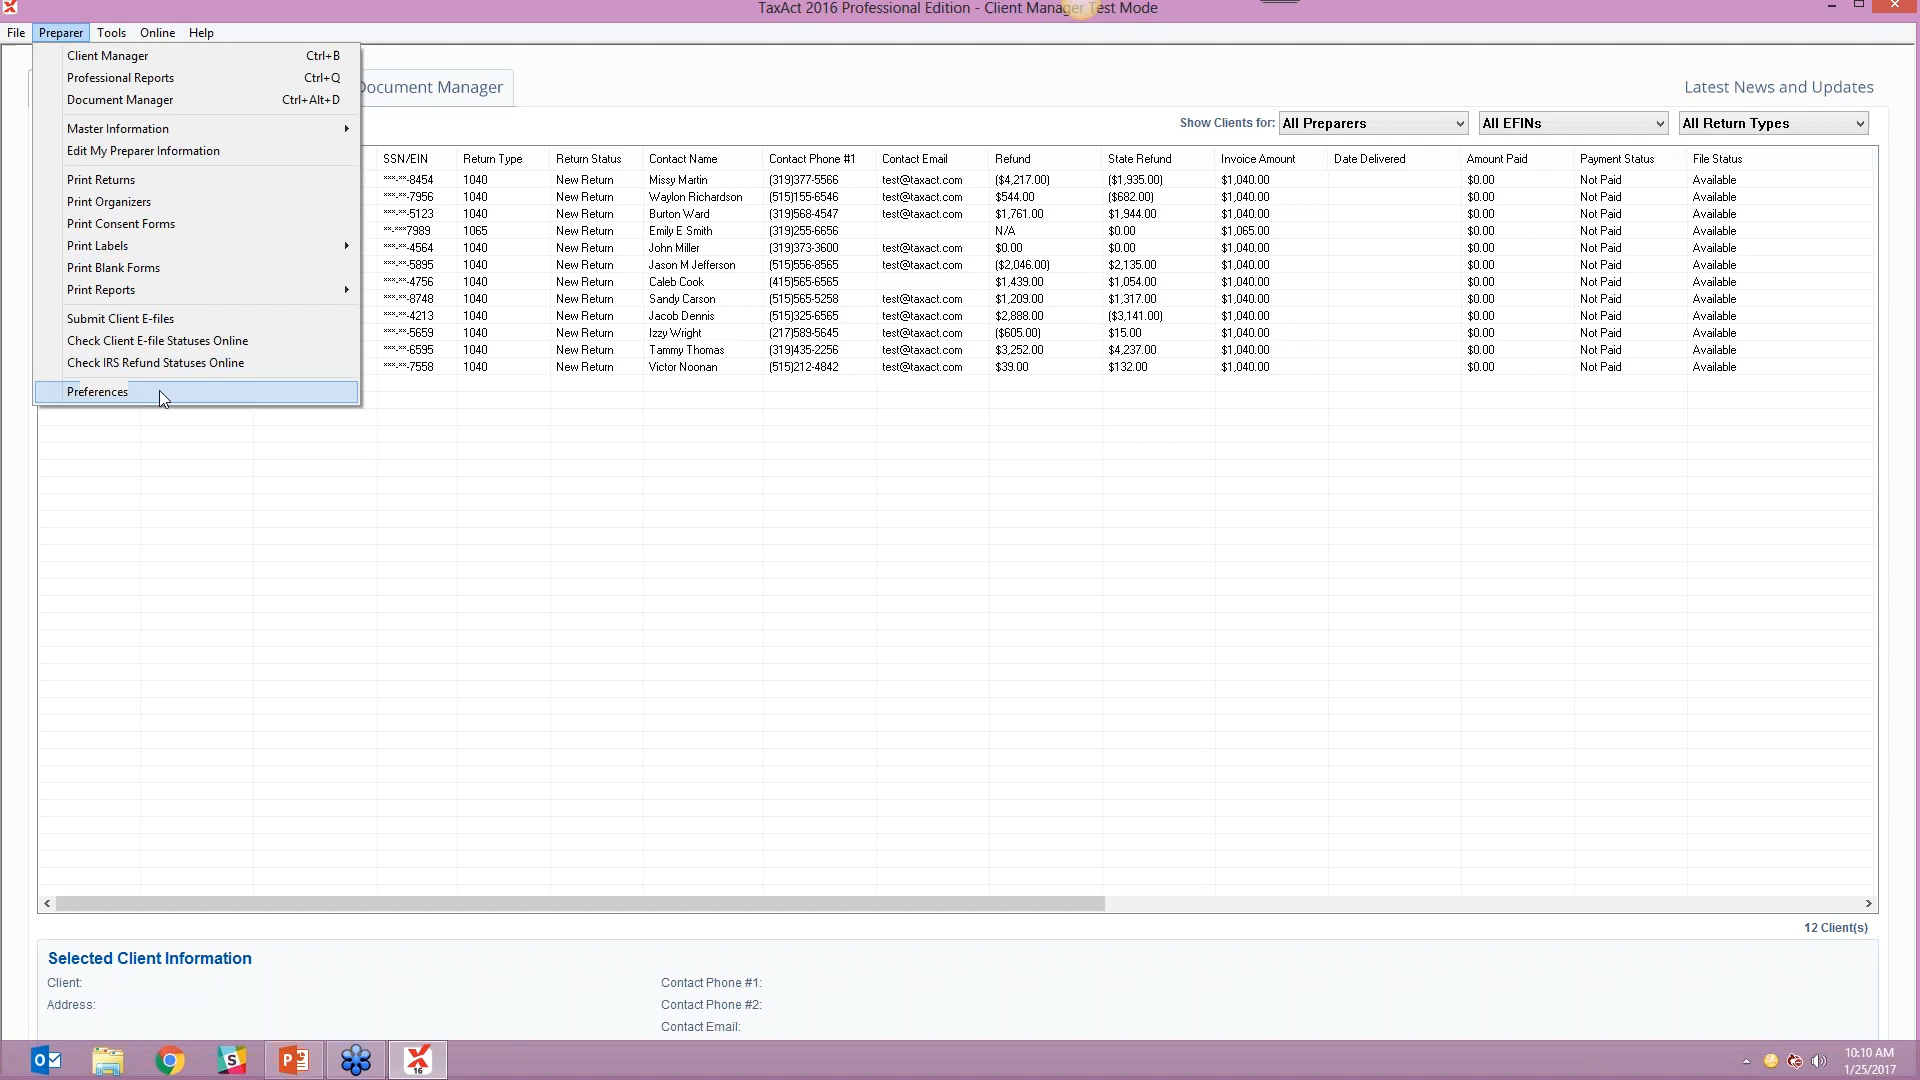 TaxAct 2016 Professional Edition - Client Manager Test Mode
File Preparer Tools Online Help
Client Manager Ctrl+B
Professional Reports Ctrl+Q
Document Manager Ctrl+Alt+D
Master Information
Edit My Preparer Information
Print Returns
Print Organizers
Print Consent Forms
Print Labels
Print Blank Forms
Print Reports
Submit Client E-files
Check Client E-file Statuses Online
Check IRS Refund Statuses Online
Preferences
Document Manager
Latest News and Updates
Show Clients for: All Preparers All EFINs All Return Types
SSN/EIN Return Type Return Status Contact Name Contact Phone #1 Contact Email Refund State Refund Invoice Amount Date Delivered Amount Paid Payment Status File Status
***-**-8454 1040 New Return Missy Martin (319)377-5566 test@taxact.com ($4,217.00) ($1,935.00) $1,040.00 $0.00 Not Paid Available
***-**-7956 1040 New Return Waylon Richardson (515)155-6546 test@taxact.com $544.00 ($682.00) $1,040.00 $0.00 Not Paid Available
***-**-5123 1040 New Return Burton Ward (319)568-4547 test@taxact.com $1,761.00 $1,944.00 $1,040.00 $0.00 Not Paid Available
**-***7989 1065 New Return Emily E Smith (319)255-6656 N/A $0.00 $1,065.00 $0.00 Not Paid Available
***-**-4564 1040 New Return John Miller (319)373-3600 test@taxact.com $0.00 $0.00 $1,040.00 $0.00 Not Paid Available
***-**-5895 1040 New Return Jason M Jefferson (515)556-8565 test@taxact.com ($2,046.00) $2,135.00 $1,040.00 $0.00 Not Paid Available
***-**-4756 1040 New Return Caleb Cook (415)565-6565 $1,439.00 $1,054.00 $1,040.00 $0.00 Not Paid Available
***-**-8748 1040 New Return Sandy Carson (515)565-5258 test@taxact.com $1,209.00 $1,317.00 $1,040.00 $0.00 Not Paid Available
***-**-4213 1040 New Return Jacob Dennis (515)325-6565 test@taxact.com $2,888.00 ($3,141.00) $1,040.00 $0.00 Not Paid Available
***-**-5659 1040 New Return Izzy Wright (217)589-5645 test@taxact.com ($605.00) $15.00 $1,040.00 $0.00 Not Paid Available
***-**-6595 1040 New Return Tammy Thomas (319)435-2256 test@taxact.com $3,252.00 $4,237.00 $1,040.00 $0.00 Not Paid Available
***-**-7558 1040 New Return Victor Noonan (515)212-4842 test@taxact.com $39.00 $132.00 $1,040.00 $0.00 Not Paid Available
12 Client(s)
Selected Client Information
Client: Contact Phone #1:
Address: Contact Phone #2:
Contact Email:
16
10:10 AM
1/25/2017